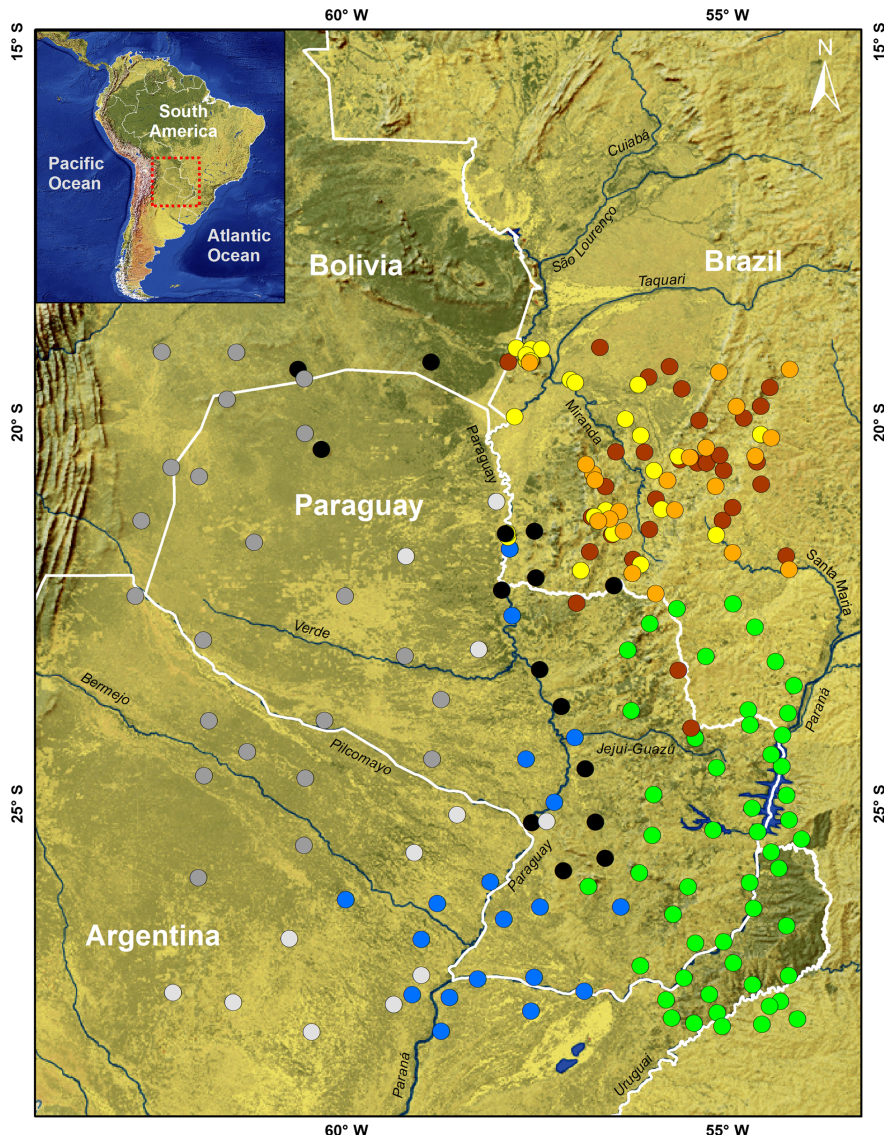 60° W
55° W
15° S
15° S
N
South
America
Pacific
Ocean
Atlantic
Ocean
Cuiabá
São Lourenço
Bolivia
Brazil
Taquari
20° S
20° S
Miranda
Paraguay
Paraguay
Santa Maria
Verde
Bermejo
Paraná
Pilcomayo
Jejui-Guazú
25° S
25° S
Paraguay
Argentina
Paraná
Uruguai
60° W
55° W